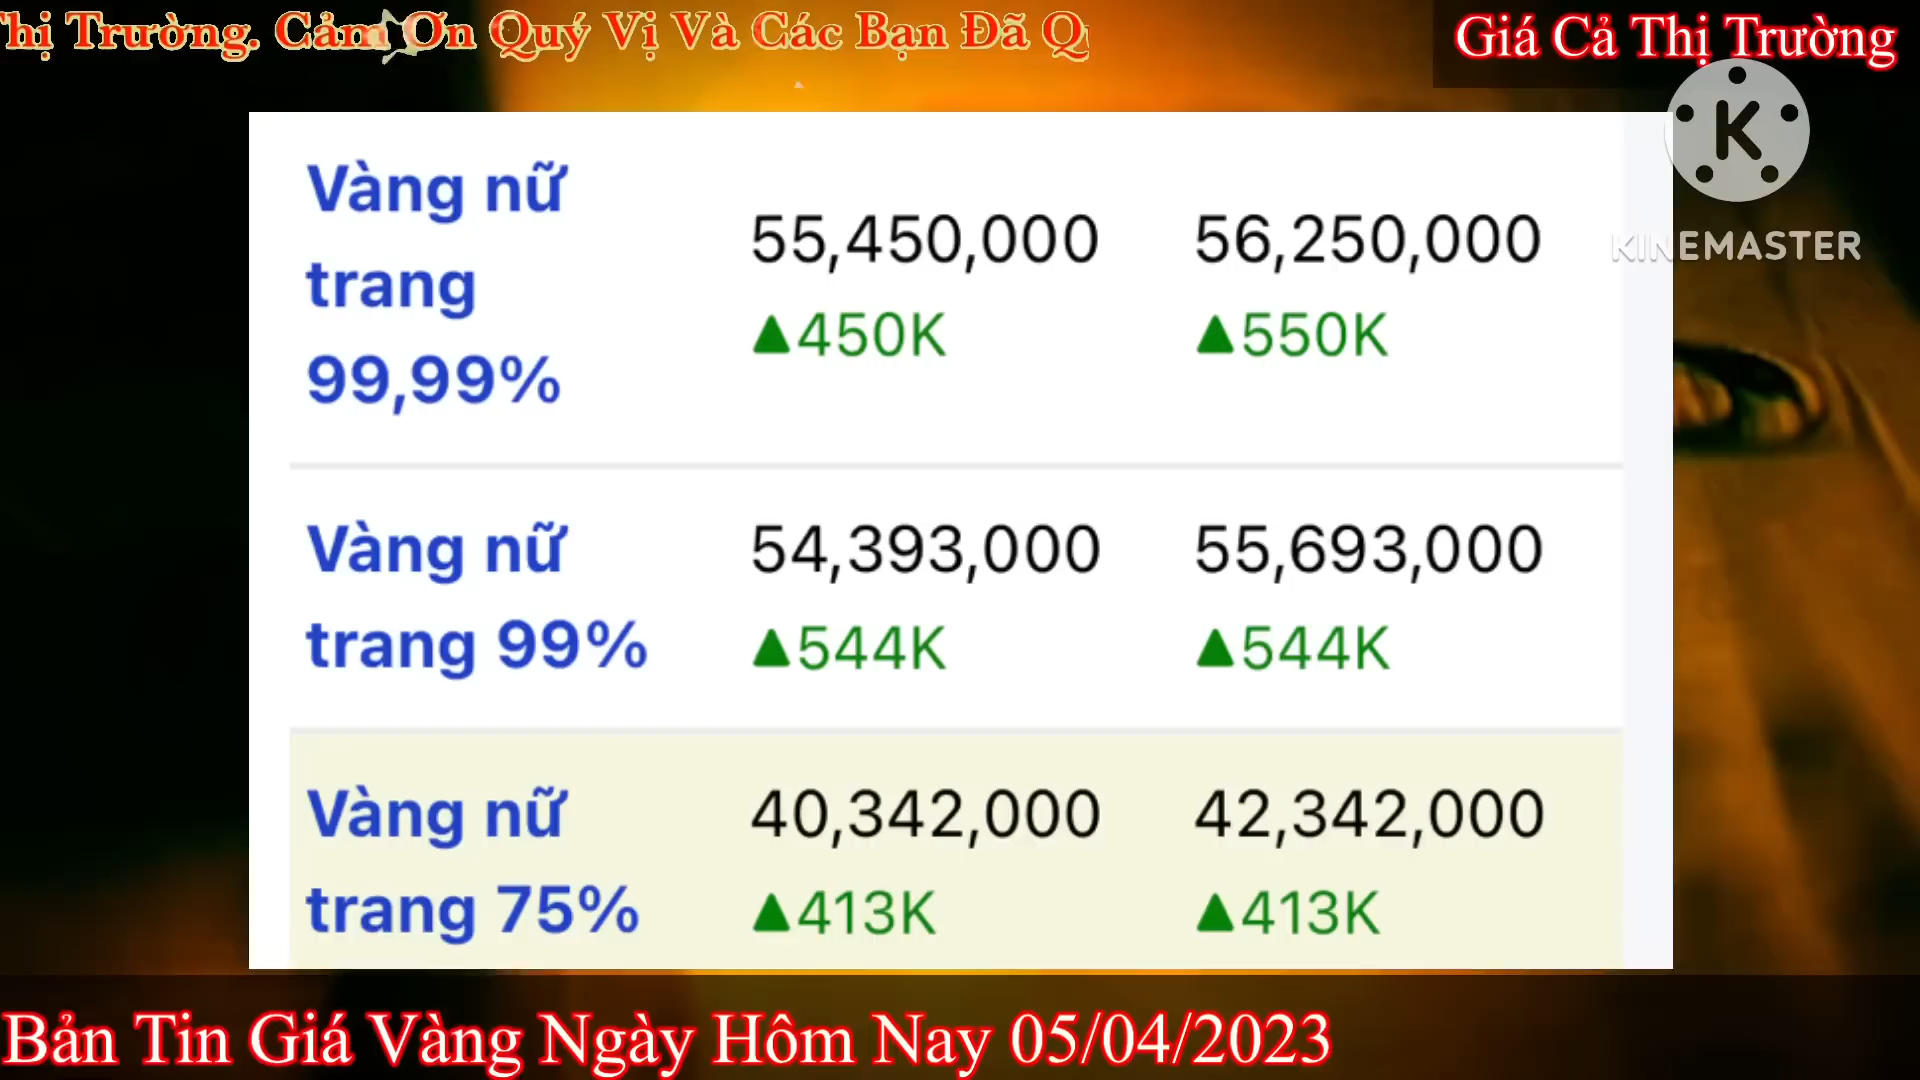 Thị Trường. Cảm Ơn Quý Vị Và Các Bạn Đã Q
Giá Cả Thị Trường
K
KINEMASTER
Vàng nữ trang 99,99%
55,450,000
56,250,000
▲450K
▲550K
Vàng nữ trang 99%
54,393,000
55,693,000
▲544K
▲544K
Vàng nữ trang 75%
40,342,000
42,342,000
▲413K
▲413K
Bản Tin Giá Vàng Ngày Hôm Nay 05/04/2023